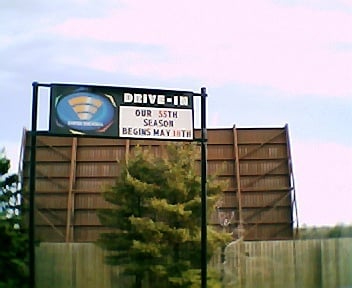 DRIVE-IN
OUR 55TH
SEASON
BEGINS MAY 18TH